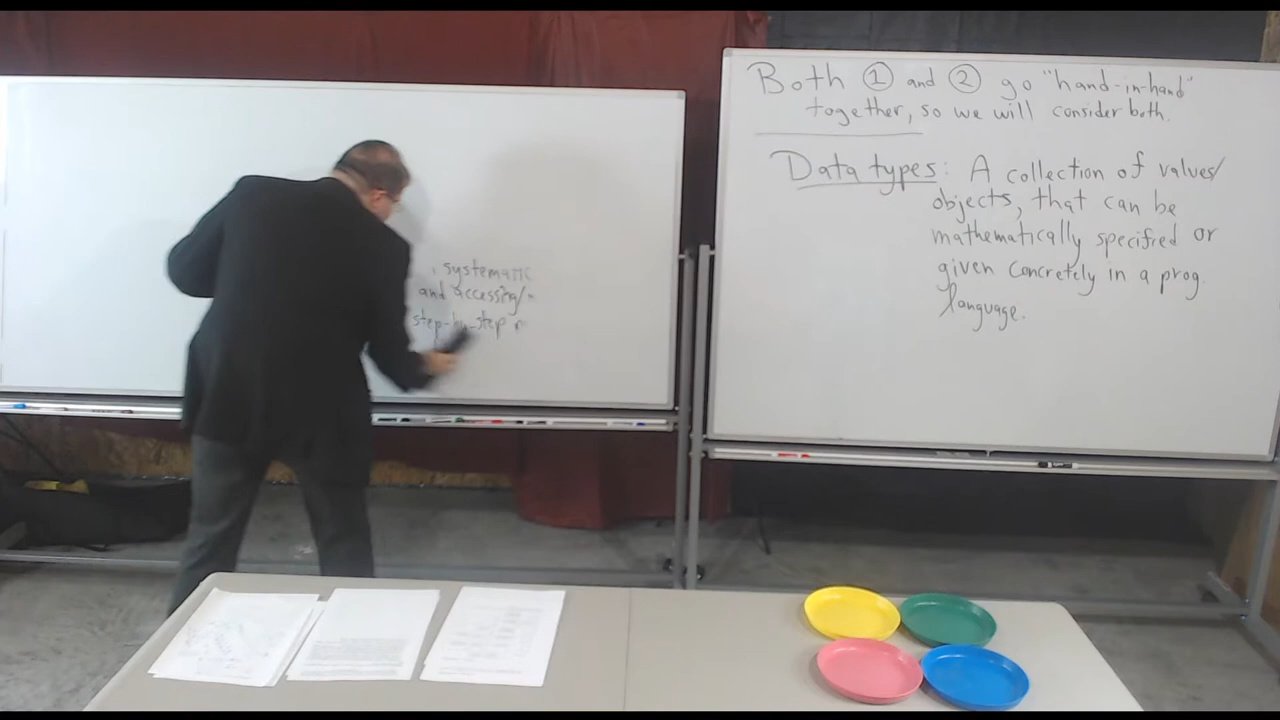 systematic
and accessing/
step-by-step
Both ① and ② go "hand-in-hand"
together, so we will consider both.
Data types: A collection of values/
objects, that can be
mathematically specified or
given concretely in a prog.
language.